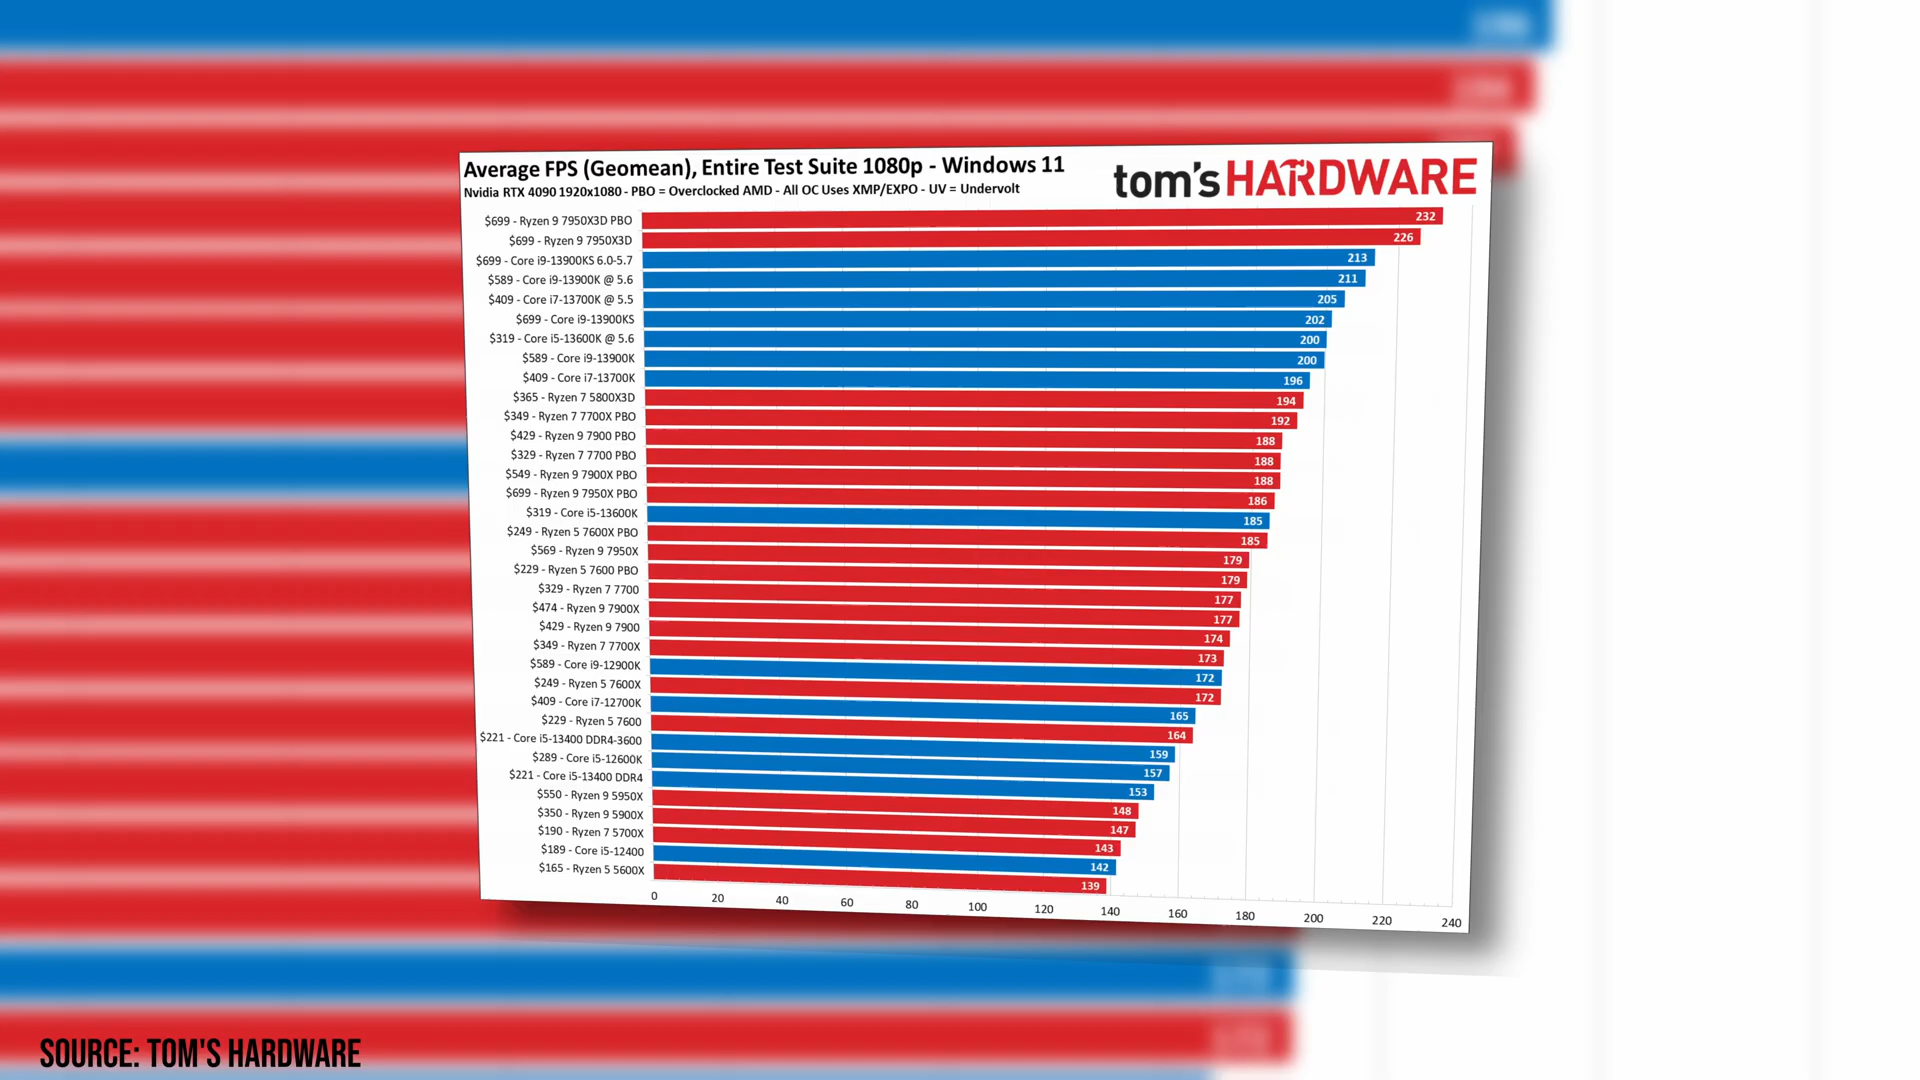 Average FPS (Geomean), Entire Test Suite 1080p - Windows 11
Nvidia RTX 4090 1920x1080 - PBO = Overclocked AMD - All OC Uses XMP/EXPO - UV = Undervolt
tom's HARDWARE
$699 - Ryzen 9 7950X3D PBO 232
$699 - Ryzen 9 7950X3D 226
$699 - Core i9-13900KS 6.0-5.7 213
$589 - Core i9-13900K @ 5.6 211
$409 - Core i7-13700K @ 5.5 205
$699 - Core i9-13900KS 202
$319 - Core i5-13600K @ 5.6 200
$589 - Core i9-13900K 200
$409 - Core i7-13700K 196
$365 - Ryzen 7 5800X3D 194
$349 - Ryzen 7 7700X PBO 192
$429 - Ryzen 9 7900 PBO 188
$329 - Ryzen 7 7700 PBO 188
$549 - Ryzen 9 7900X PBO 188
$699 - Ryzen 9 7950X PBO 186
$319 - Core i5-13600K 185
$249 - Ryzen 5 7600X PBO 185
$569 - Ryzen 9 7950X 179
$229 - Ryzen 5 7600 PBO 179
$329 - Ryzen 7 7700 177
$474 - Ryzen 9 7900X 177
$429 - Ryzen 9 7900 174
$349 - Ryzen 7 7700X 173
$589 - Core i9-12900K 172
$249 - Ryzen 5 7600X 172
$409 - Core i7-12700K 165
$229 - Ryzen 5 7600 164
$221 - Core i5-13400 DDR4-3600 159
$289 - Core i5-12600K 157
$221 - Core i5-13400 DDR4 153
$550 - Ryzen 9 5950X 148
$350 - Ryzen 9 5900X 147
$190 - Ryzen 7 5700X 143
$189 - Core i5-12400 142
$165 - Ryzen 5 5600X 139
0 20 40 60 80 100 120 140 160 180 200 220 240
SOURCE: TOM'S HARDWARE